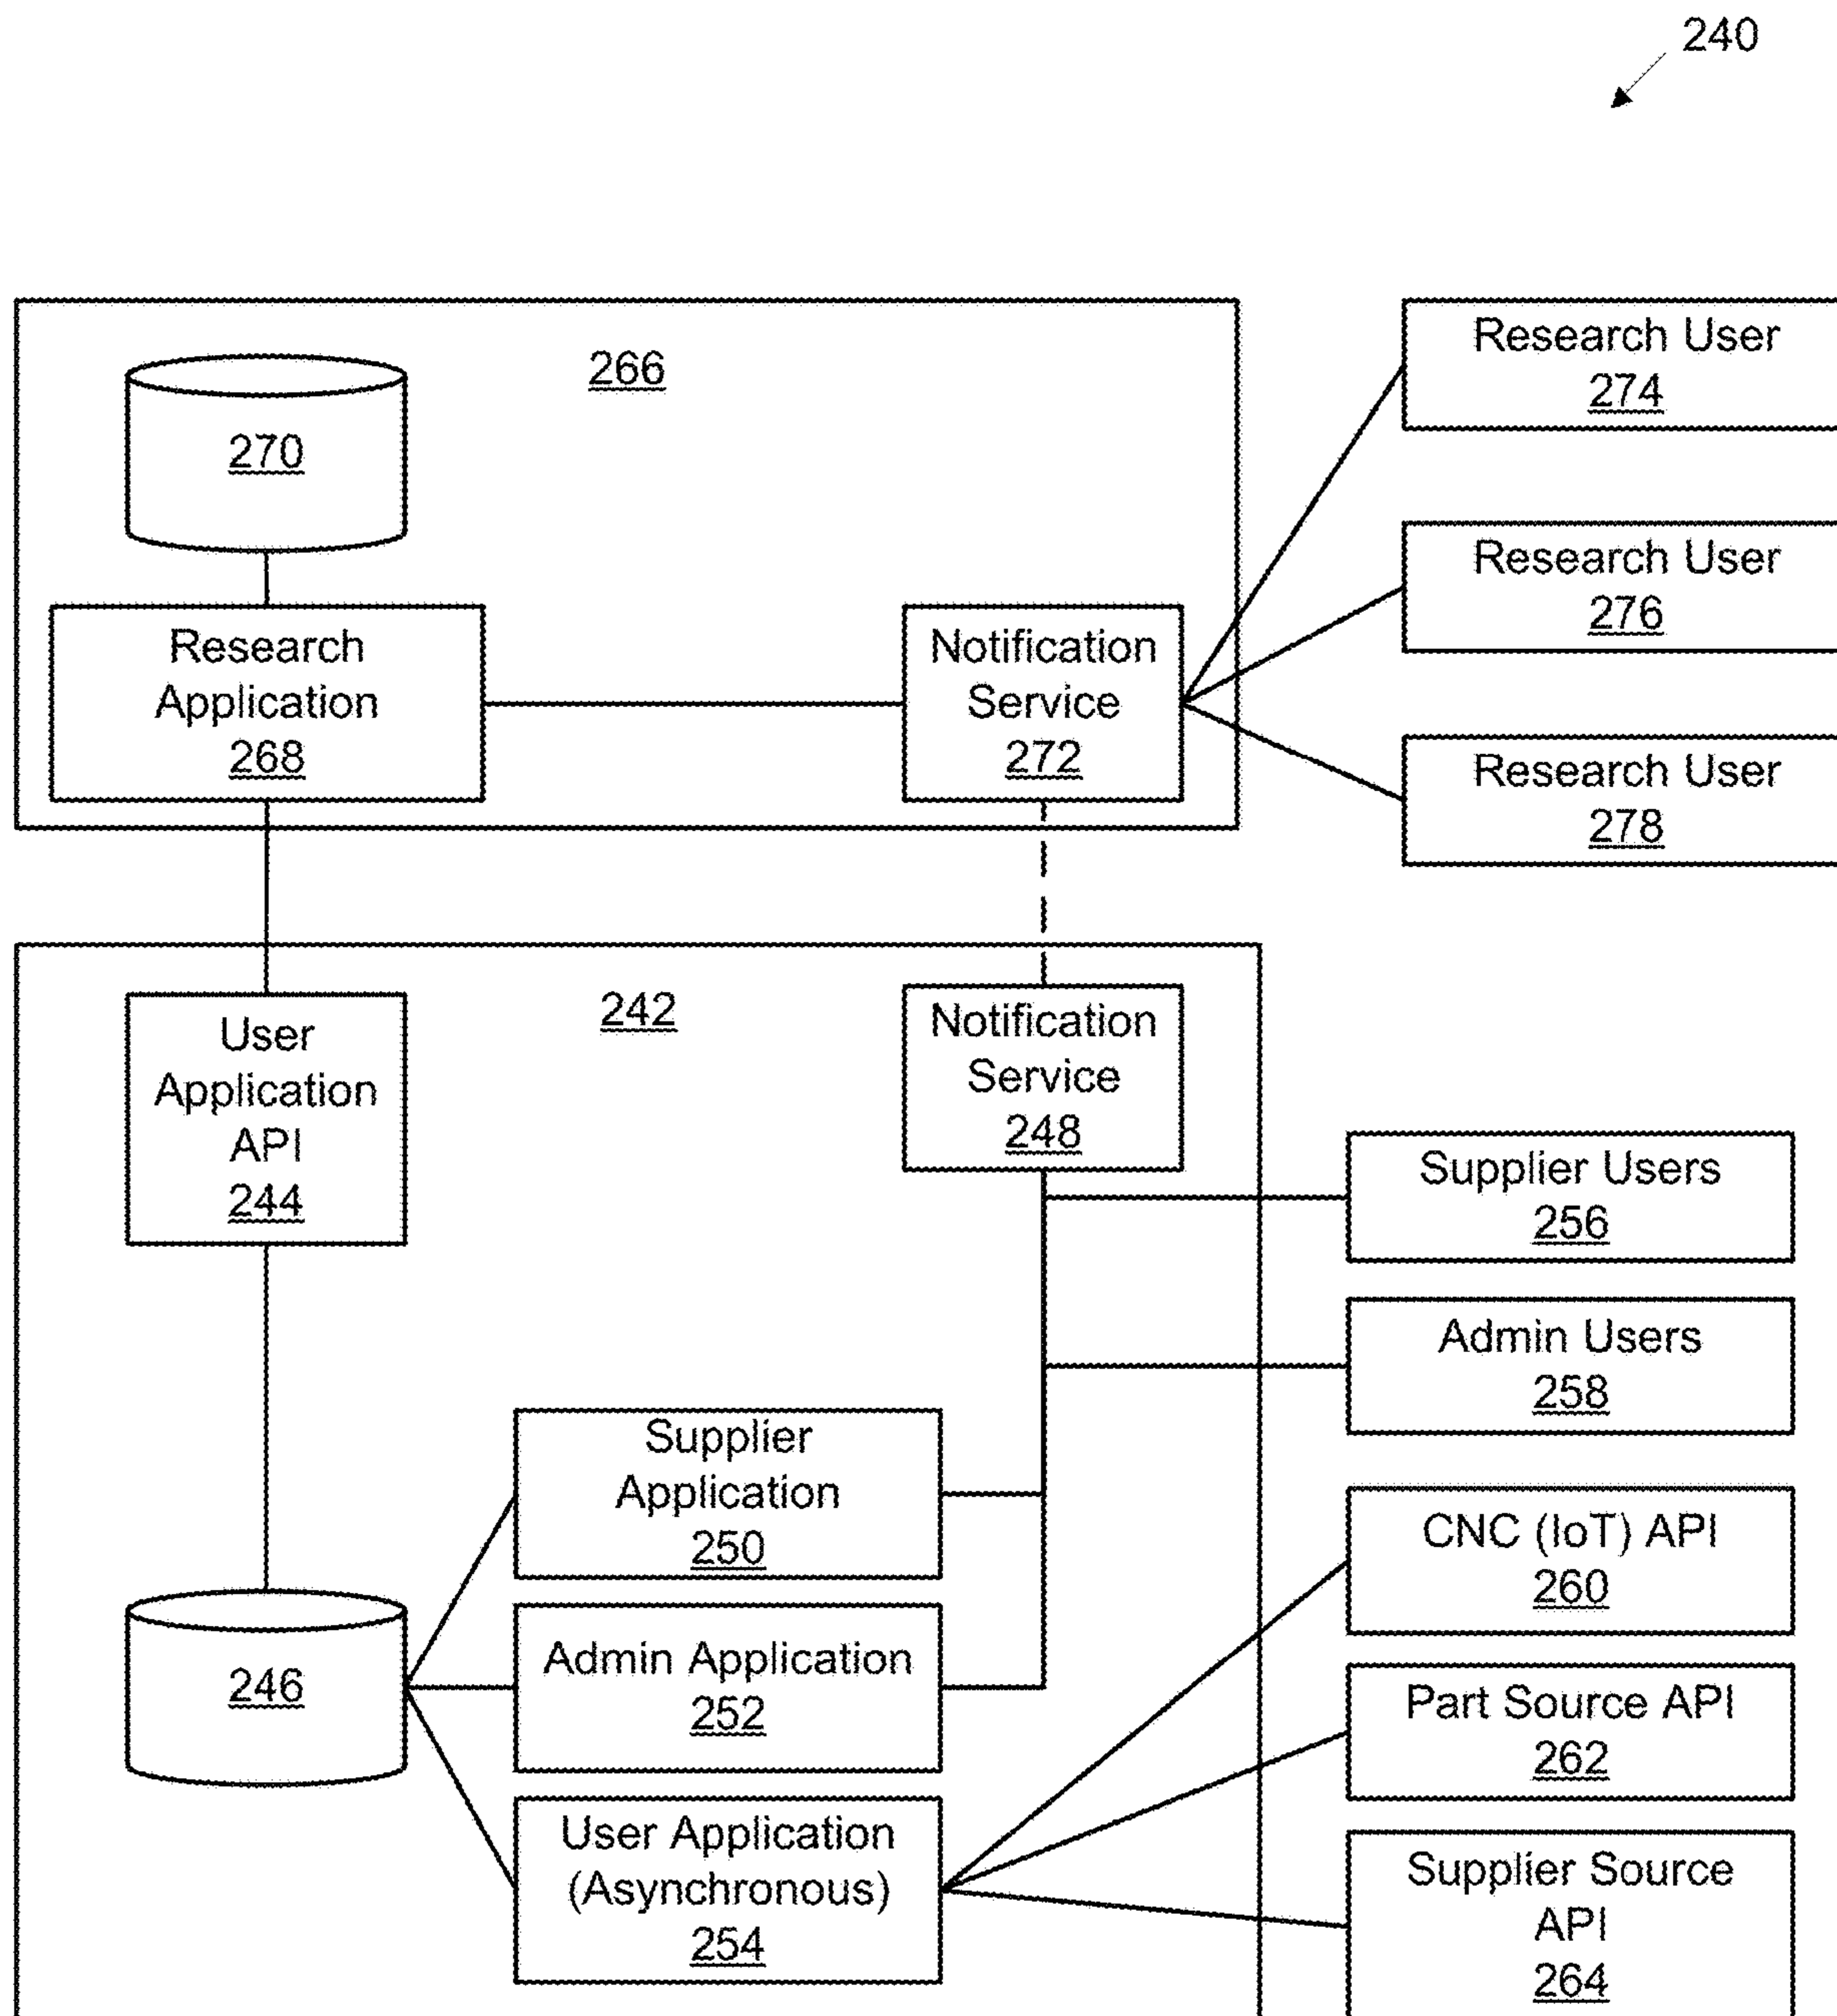 240
266
270
Research
Application
268
Notification
Service
272
Research User
274
Research User
276
Research User
278
242
User
Application
API
244
Notification
Service
248
Supplier Users
256
Admin Users
258
Supplier
Application
250
CNC (IoT) API
260
246
Admin Application
252
Part Source API
262
User Application
(Asynchronous)
254
Supplier Source
API
264